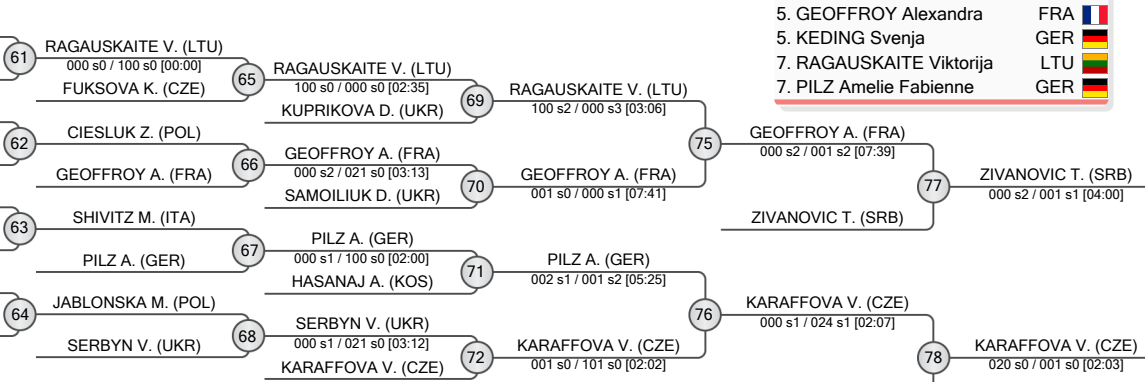 5. GEOFFROY Alexandra FRA
5. KEDING Svenja GER
7. RAGAUSKAITE Viktorija LTU
7. PILZ Amelie Fabienne GER
61
RAGAUSKAITE V. (LTU)
000 s0 / 100 s0 [00:00]
FUKSOVA K. (CZE)
62
CIESLUK Z. (POL)
GEOFFROY A. (FRA)
63
SHIVITZ M. (ITA)
PILZ A. (GER)
64
JABLONSKA M. (POL)
SERBYN V. (UKR)
65
RAGAUSKAITE V. (LTU)
100 s0 / 000 s0 [02:35]
KUPRIKOVA D. (UKR)
66
GEOFFROY A. (FRA)
000 s2 / 021 s0 [03:13]
SAMOILIUK D. (UKR)
67
PILZ A. (GER)
000 s1 / 100 s0 [02:00]
HASANAJ A. (KOS)
68
SERBYN V. (UKR)
000 s1 / 021 s0 [03:12]
KARAFFOVA V. (CZE)
69
RAGAUSKAITE V. (LTU)
100 s2 / 000 s3 [03:06]
70
GEOFFROY A. (FRA)
001 s0 / 000 s1 [07:41]
71
PILZ A. (GER)
002 s1 / 001 s2 [05:25]
72
KARAFFOVA V. (CZE)
001 s0 / 101 s0 [02:02]
75
GEOFFROY A. (FRA)
000 s2 / 001 s2 [07:39]
ZIVANOVIC T. (SRB)
76
KARAFFOVA V. (CZE)
000 s1 / 024 s1 [02:07]
77
ZIVANOVIC T. (SRB)
000 s2 / 001 s1 [04:00]
78
KARAFFOVA V. (CZE)
020 s0 / 001 s0 [02:03]